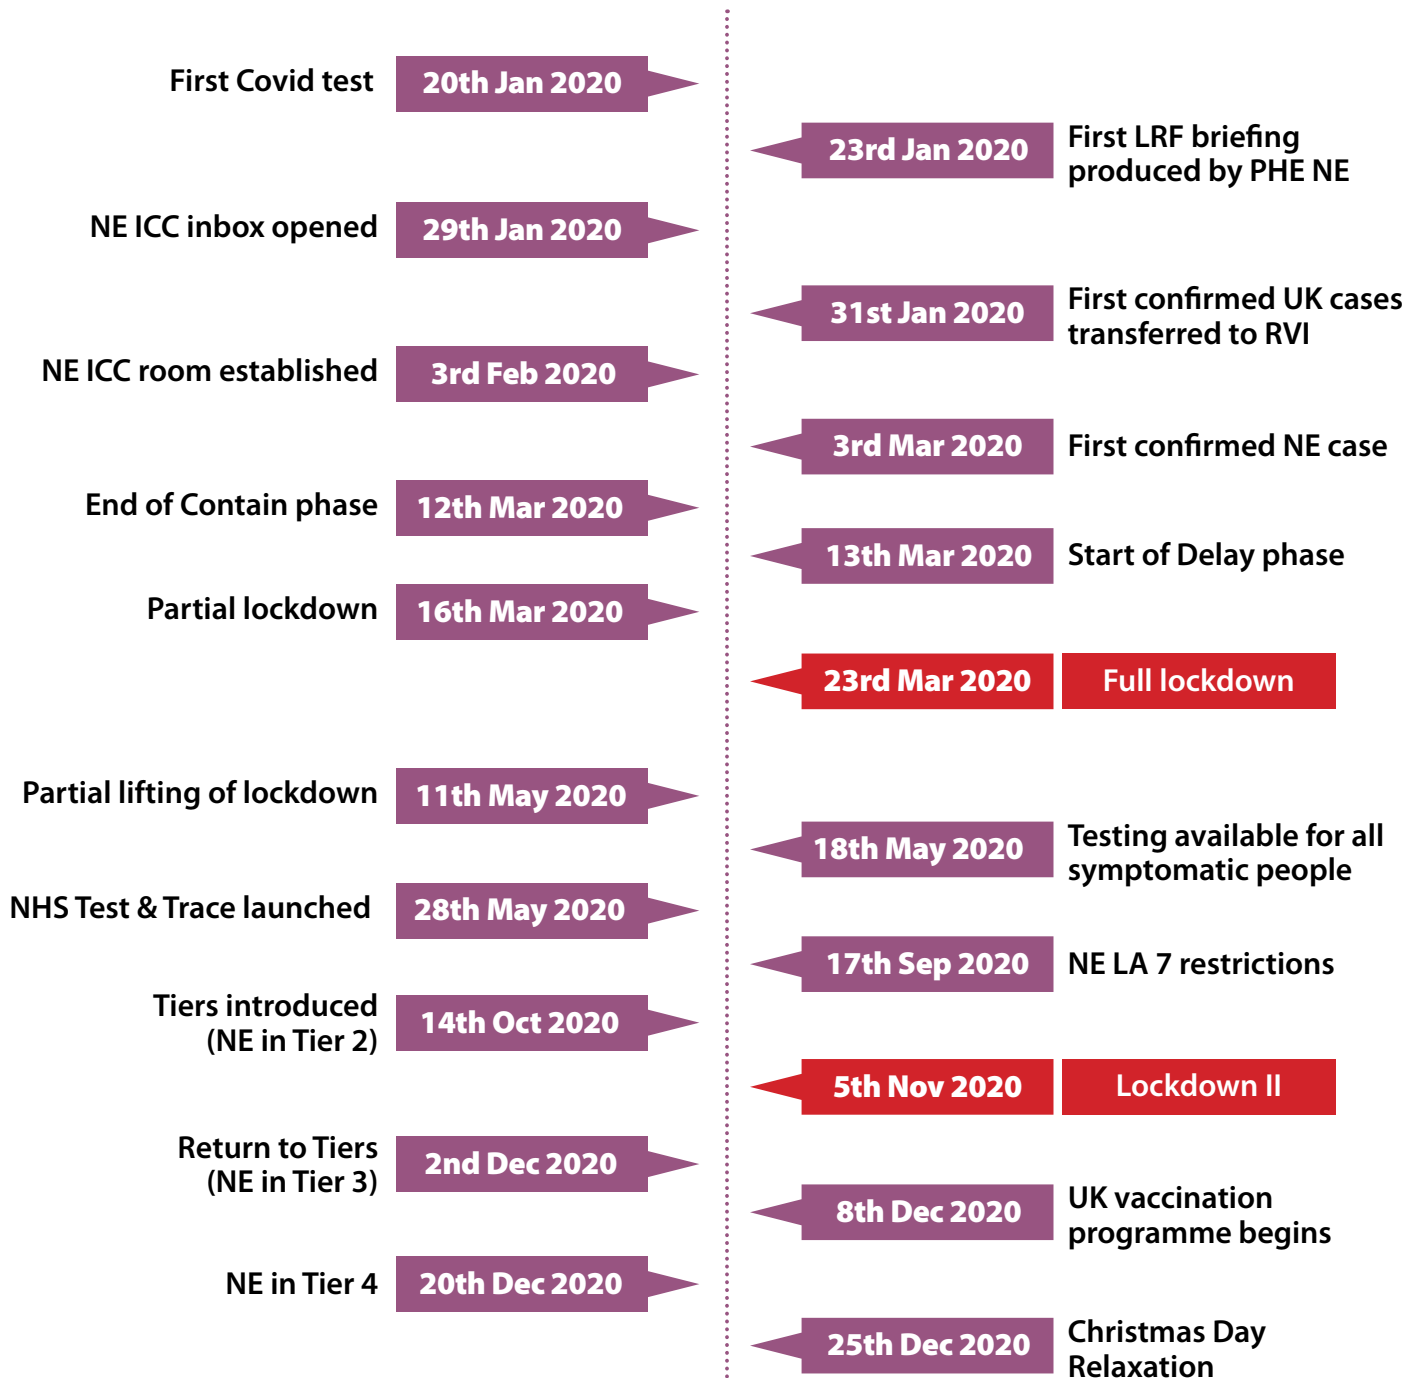 First Covid test
20th Jan 2020
23rd Jan 2020
First LRF briefing
produced by PHE NE
NE ICC inbox opened
29th Jan 2020
31st Jan 2020
First confirmed UK cases
transferred to RVI
NE ICC room established
3rd Feb 2020
3rd Mar 2020
First confirmed NE case
End of Contain phase
12th Mar 2020
13th Mar 2020
Start of Delay phase
Partial lockdown
16th Mar 2020
23rd Mar 2020
Full lockdown
Partial lifting of lockdown
11th May 2020
18th May 2020
Testing available for all
symptomatic people
NHS Test & Trace launched
28th May 2020
17th Sep 2020
NE LA 7 restrictions
Tiers introduced
(NE in Tier 2)
14th Oct 2020
5th Nov 2020
Lockdown II
Return to Tiers
(NE in Tier 3)
2nd Dec 2020
8th Dec 2020
UK vaccination
programme begins
NE in Tier 4
20th Dec 2020
25th Dec 2020
Christmas Day
Relaxation